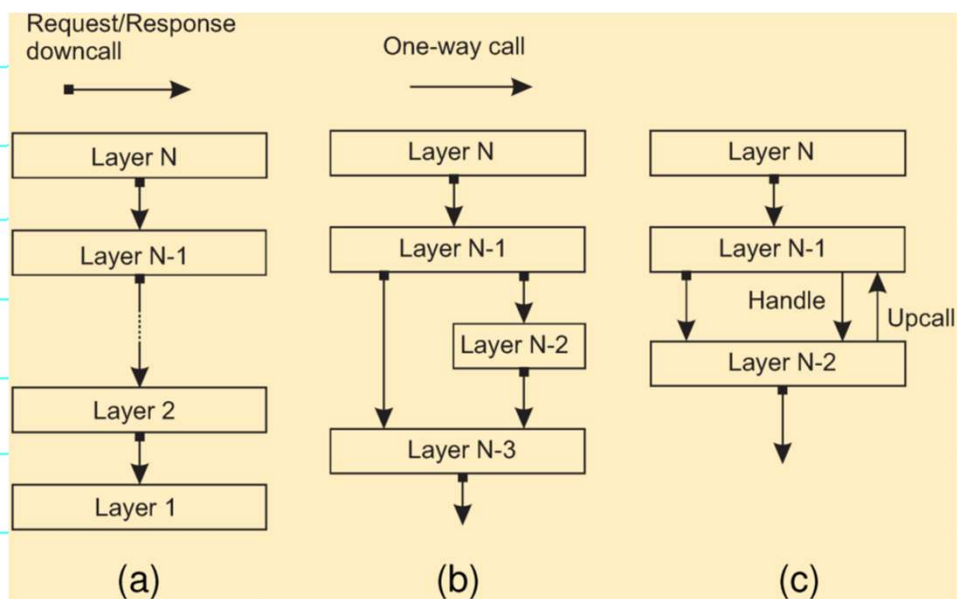 Request/Response
downcall
One-way call
Layer N
Layer N-1
Layer 2
Layer 1
(a)
Layer N
Layer N-1
Layer N-2
Layer N-3
(b)
Layer N
Layer N-1
Handle
Upcall
Layer N-2
(c)